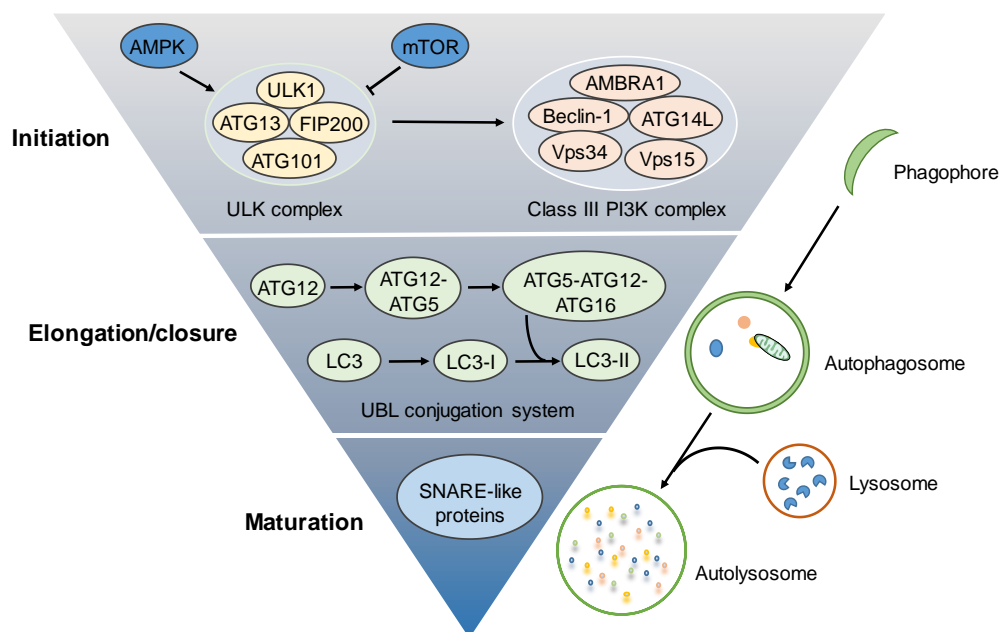 AMPK
mTOR
ULK1
ATG13
FIP200
ATG101
AMBRA1
Beclin-1
ATG14L
Vps34
Vps15
Initiation
ULK complex
Class III PI3K complex
Phagophore
ATG12
ATG12-
ATG5
ATG5-ATG12-
ATG16
Elongation/closure
LC3
LC3-I
LC3-II
UBL conjugation system
Autophagosome
SNARE-like
proteins
Maturation
Lysosome
Autolysosome